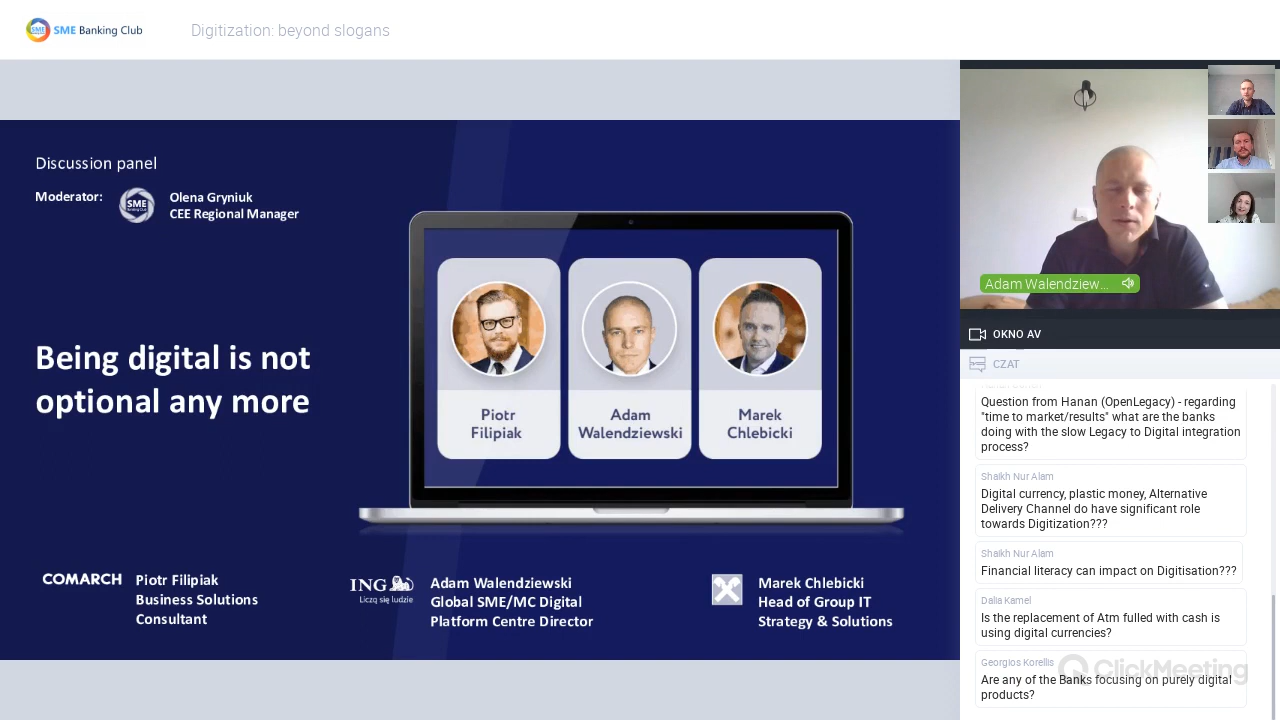 SME
SME Banking Club
Digitization: beyond slogans
Discussion panel
Moderator:
SME
Banking Club
Olena Gryniuk
CEE Regional Manager
Being digital is not
optional any more
Piotr
Filipiak
Adam
Walendziewski
Marek
Chlebicki
COMARCH
Piotr Filipiak
Business Solutions
Consultant
ING
Liczą się ludzie
Adam Walendziewski
Global SME/MC Digital
Platform Centre Director
Marek Chlebicki
Head of Group IT
Strategy & Solutions
Adam Walendziew...
OKNO AV
CZAT
Question from Hanan (OpenLegacy) - regarding
"time to market/results" what are the banks
doing with the slow Legacy to Digital integration
process?
Shaikh Nur Alam
Digital currency, plastic money, Alternative
Delivery Channel do have significant role
towards Digitization???
Shaikh Nur Alam
Financial literacy can impact on Digitisation???
Dalia Kamel
Is the replacement of Atm fulled with cash is
using digital currencies?
Georgios Korellis
Are any of the Banks focusing on purely digital
products?
ClickMeeting